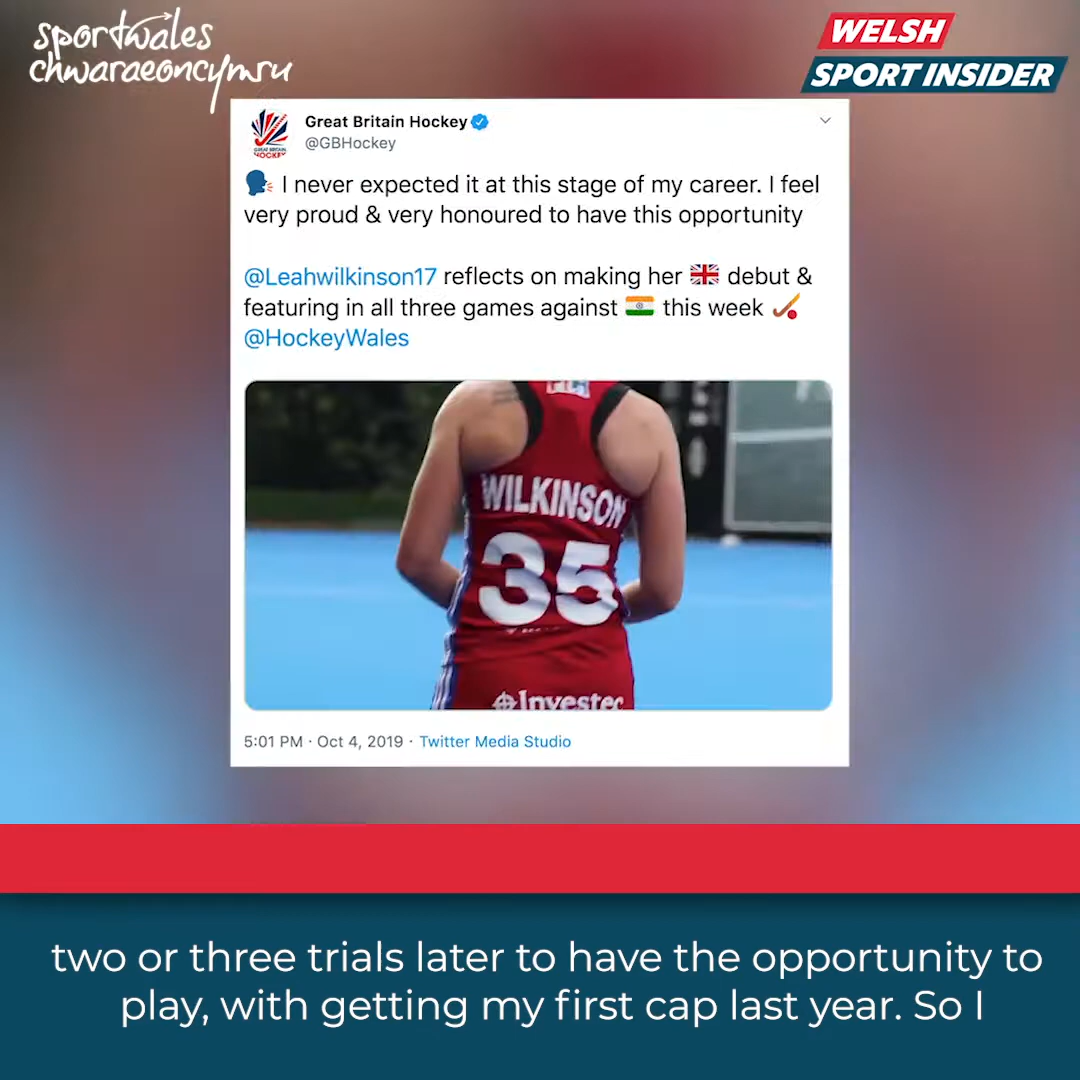 sportwales
chwaraeoncymru
WELSH
SPORT INSIDER
Great Britain Hockey
@GBHockey
GREAT BRITAIN
HOCKEY
I never expected it at this stage of my career. I feel
very proud & very honoured to have this opportunity
@Leahwilkinson17 reflects on making her 🇬🇧 debut &
featuring in all three games against 🇮🇳 this week 🏑
@HockeyWales
WILKINSON
35
Investec
5:01 PM · Oct 4, 2019 · Twitter Media Studio
two or three trials later to have the opportunity to
play, with getting my first cap last year. So I